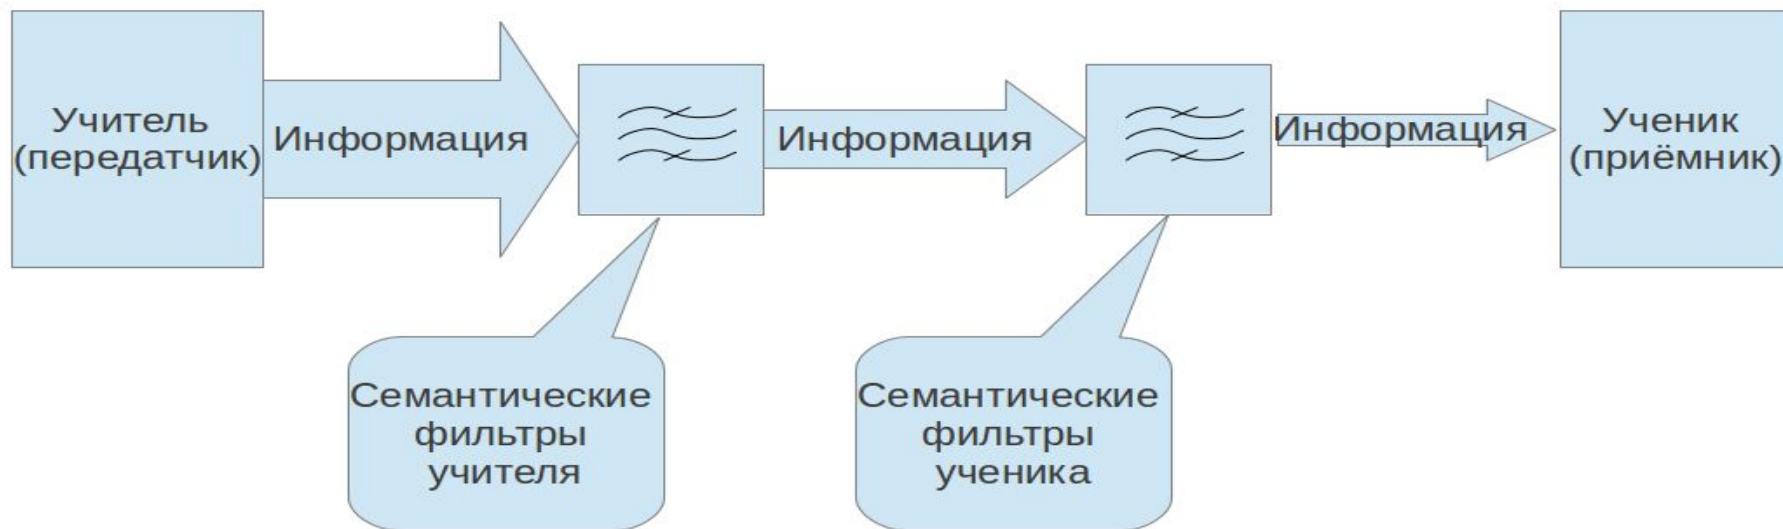 Учитель
(передатчик)
Информация
Информация
Информация
Ученик
(приёмник)
Семантические
фильтры
учителя
Семантические
фильтры
ученика